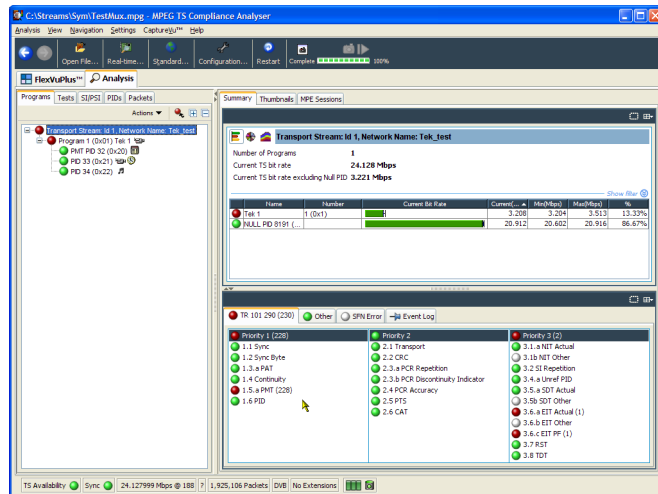 C:\Streams\Sym\TestMux.mpg - MPEG TS Compliance Analyser
Analysis View Navigation Settings CaptureVu™ Help
Open File... Real-time... Standard... Configuration... Restart Complete 100%
FlexVuPlus™ Analysis
Programs Tests SI/PSI PIDs Packets
Actions
Transport Stream: Id 1, Network Name: Tek_test
Program 1 (0x01) Tek 1
PMT PID 32 (0x20)
PID 33 (0x21)
PID 34 (0x22)
Summary Thumbnails MPE Sessions
Transport Stream: Id 1, Network Name: Tek_test
Number of Programs 1
Current TS bit rate 24.128 Mbps
Current TS bit rate excluding Null PID 3.221 Mbps
Show filter
Name Number Current Bit Rate Current(... Min(Mbps) Max(Mbps) %
Tek 1 1 (0x1) 3.208 3.204 3.513 13.33%
NULL PID 8191 (... 20.912 20.602 20.916 86.67%
TR 101 290 (230) Other SFN Error Event Log
Priority 1 (228) Priority 2 Priority 3 (2)
1.1 Sync 2.1 Transport 3.1.a NIT Actual
1.2 Sync Byte 2.2 CRC 3.1b NIT Other
1.3.a PAT 2.3.a PCR Repetition 3.2 SI Repetition
1.4 Continuity 2.3.b PCR Discontinuity Indicator 3.4.a Unref PID
1.5.a PMT (228) 2.4 PCR Accuracy 3.5.a SDT Actual
1.6 PID 2.5 PTS 3.5b SDT Other
2.6 CAT 3.6.a EIT Actual (1)
3.6.b EIT Other
3.6.c EIT PF (1)
3.7 RST
3.8 TDT
TS Availability Sync 24.127999 Mbps @ 188 ? 1,925,106 Packets DVB No Extensions